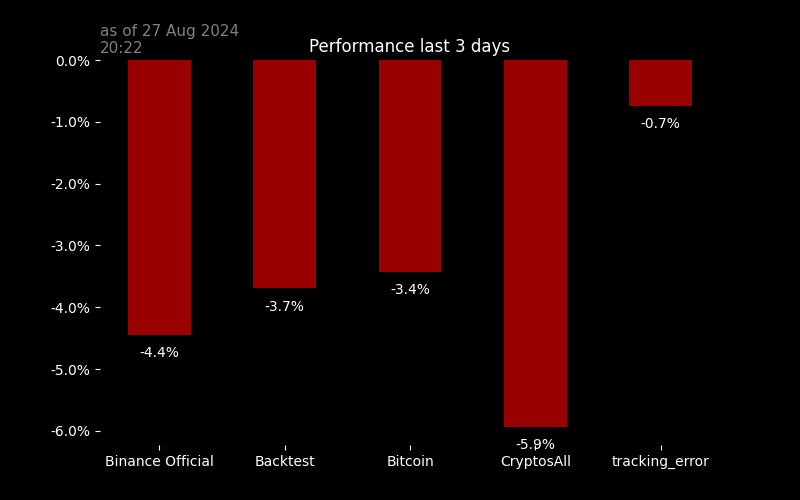 as of 27 Aug 2024
20:22
Performance last 3 days
0.0%
-1.0%
-2.0%
-3.0%
-4.0%
-5.0%
-6.0%
-4.4%
-3.7%
-3.4%
-5.9%
-0.7%
Binance Official
Backtest
Bitcoin
CryptosAll
tracking_error